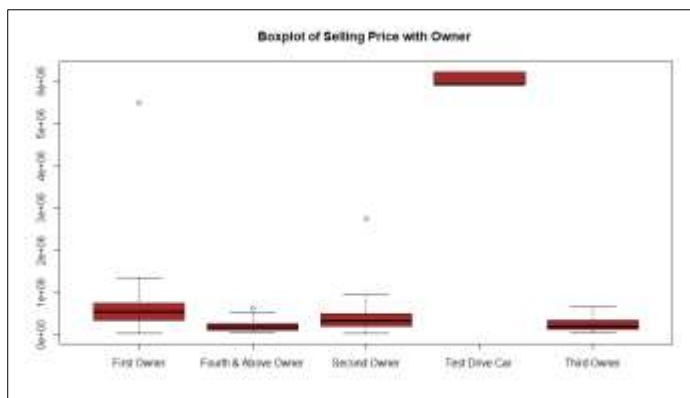 Boxplot of Selling Price with Owner
6e+06
5e+06
4e+06
3e+06
2e+06
1e+06
0e+00
First Owner
Fourth & Above Owner
Second Owner
Test Drive Car
Third Owner